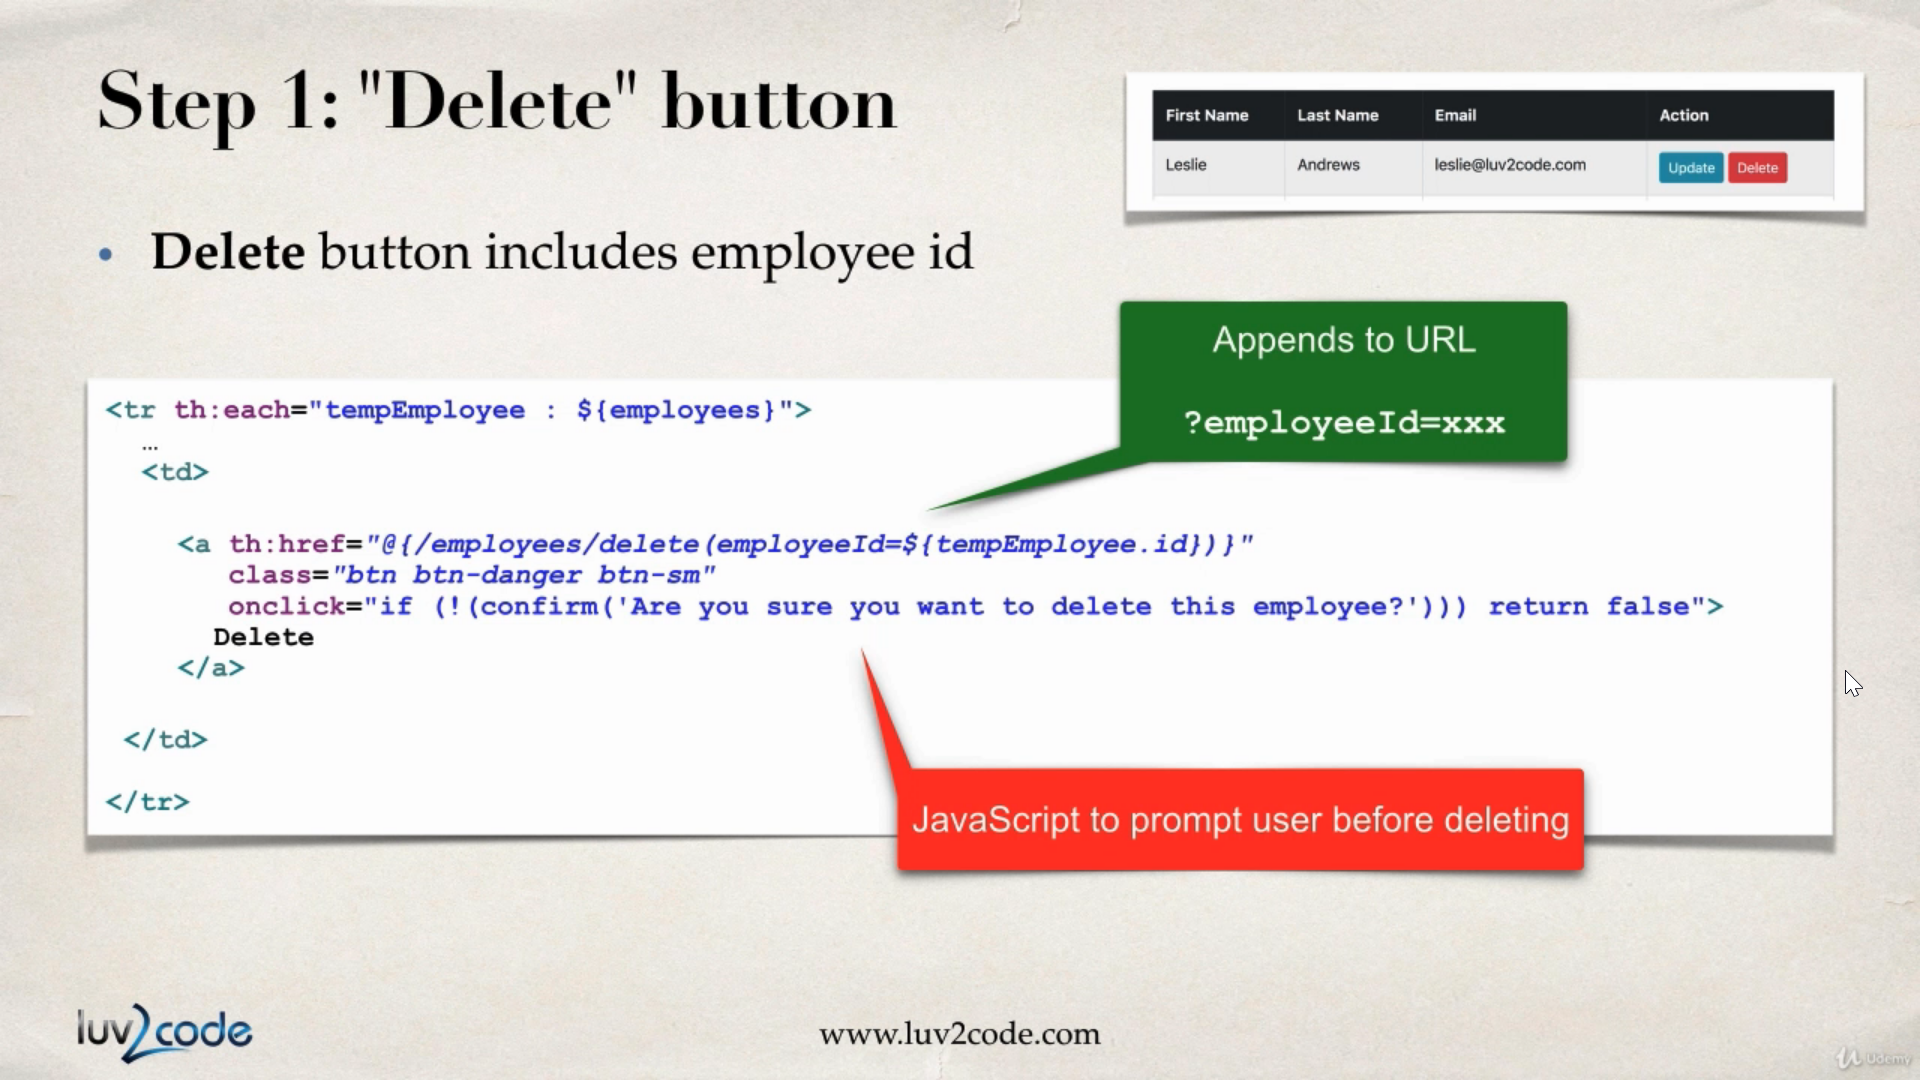 Step 1: "Delete" button
First Name Last Name Email Action
Leslie Andrews leslie@luv2code.com Update Delete
• Delete button includes employee id
Appends to URL
?employeeId=xxx
<tr th:each="tempEmployee : ${employees}">
…
<td>
<a th:href="@{/employees/delete(employeeId=${tempEmployee.id})}"
class="btn btn-danger btn-sm"
onclick="if (!(confirm('Are you sure you want to delete this employee?'))) return false">
Delete
</a>
</td>
</tr>
JavaScript to prompt user before deleting
luv2code
www.luv2code.com
Udemy